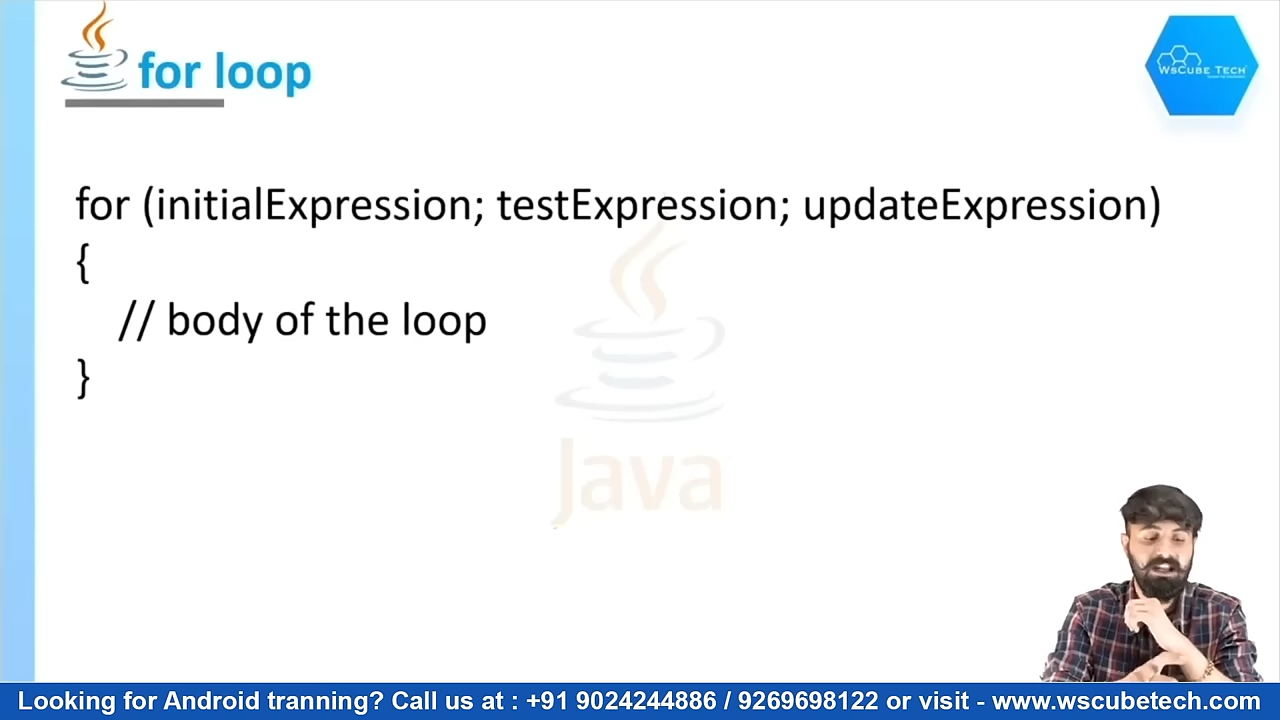 for loop
WsCube Tech
for (initialExpression; testExpression; updateExpression)
{
// body of the loop
}
Java
Looking for Android tranning? Call us at : +91 9024244886 / 9269698122 or visit - www.wscubetech.com